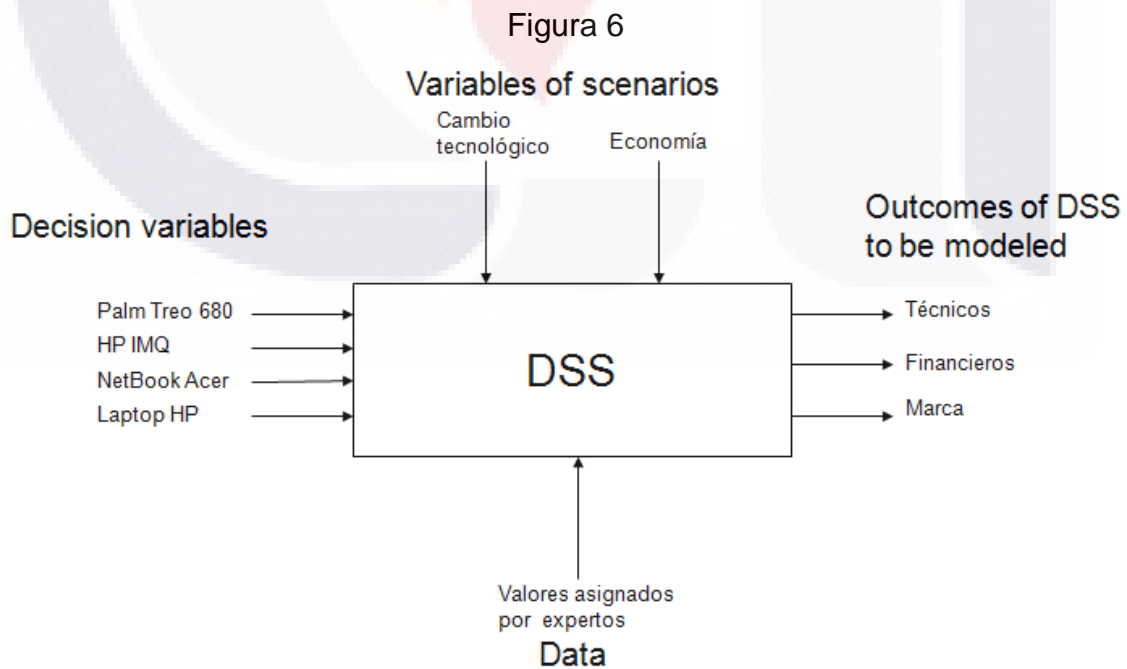 Figura 6
Variables of scenarios
Cambio
tecnológico
Economía
Decision variables
Outcomes of DSS
to be modeled
Palm Treo 680
HP IMQ
NetBook Acer
Laptop HP
DSS
Técnicos
Financieros
Marca
Valores asignados
por expertos
Data